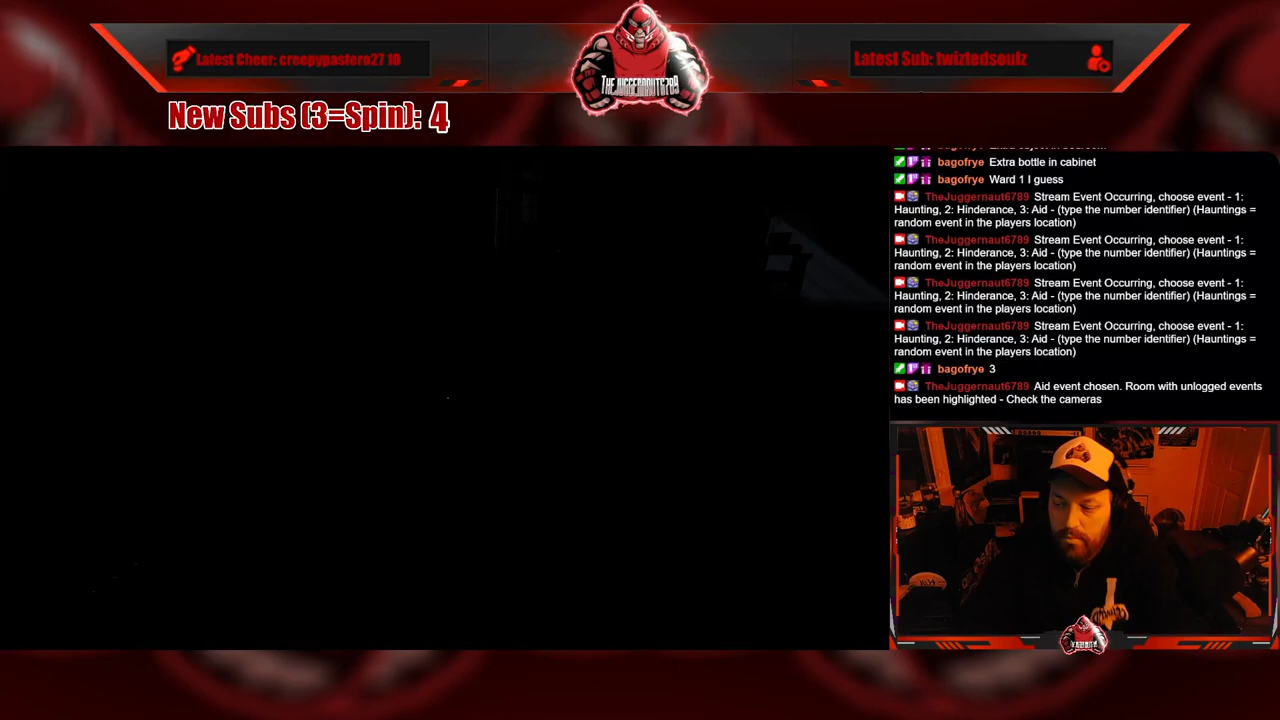 Latest Cheer: creepypastero27 10
THEJUGGERNAUT6789
Latest Sub: twiztedsoulz
New Subs (3=Spin): 4
bagofrye Extra bottle in cabinet
bagofrye Ward 1 I guess
TheJuggernaut6789 Stream Event Occurring, choose event - 1:
Haunting, 2: Hinderance, 3: Aid - (type the number identifier) (Hauntings =
random event in the players location)
TheJuggernaut6789 Stream Event Occurring, choose event - 1:
Haunting, 2: Hinderance, 3: Aid - (type the number identifier) (Hauntings =
random event in the players location)
TheJuggernaut6789 Stream Event Occurring, choose event - 1:
Haunting, 2: Hinderance, 3: Aid - (type the number identifier) (Hauntings =
random event in the players location)
TheJuggernaut6789 Stream Event Occurring, choose event - 1:
Haunting, 2: Hinderance, 3: Aid - (type the number identifier) (Hauntings =
random event in the players location)
bagofrye 3
TheJuggernaut6789 Aid event chosen. Room with unlogged events
has been highlighted - Check the cameras